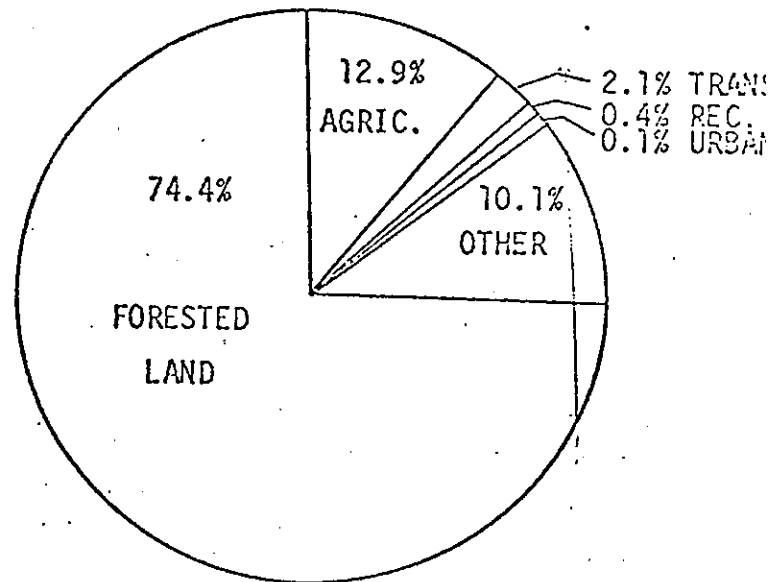 12.9%
AGRIC.
2.1% TRANS
0.4% REC.
0.1% URBAN
74.4%
10.1%
OTHER
FORESTED
LAND